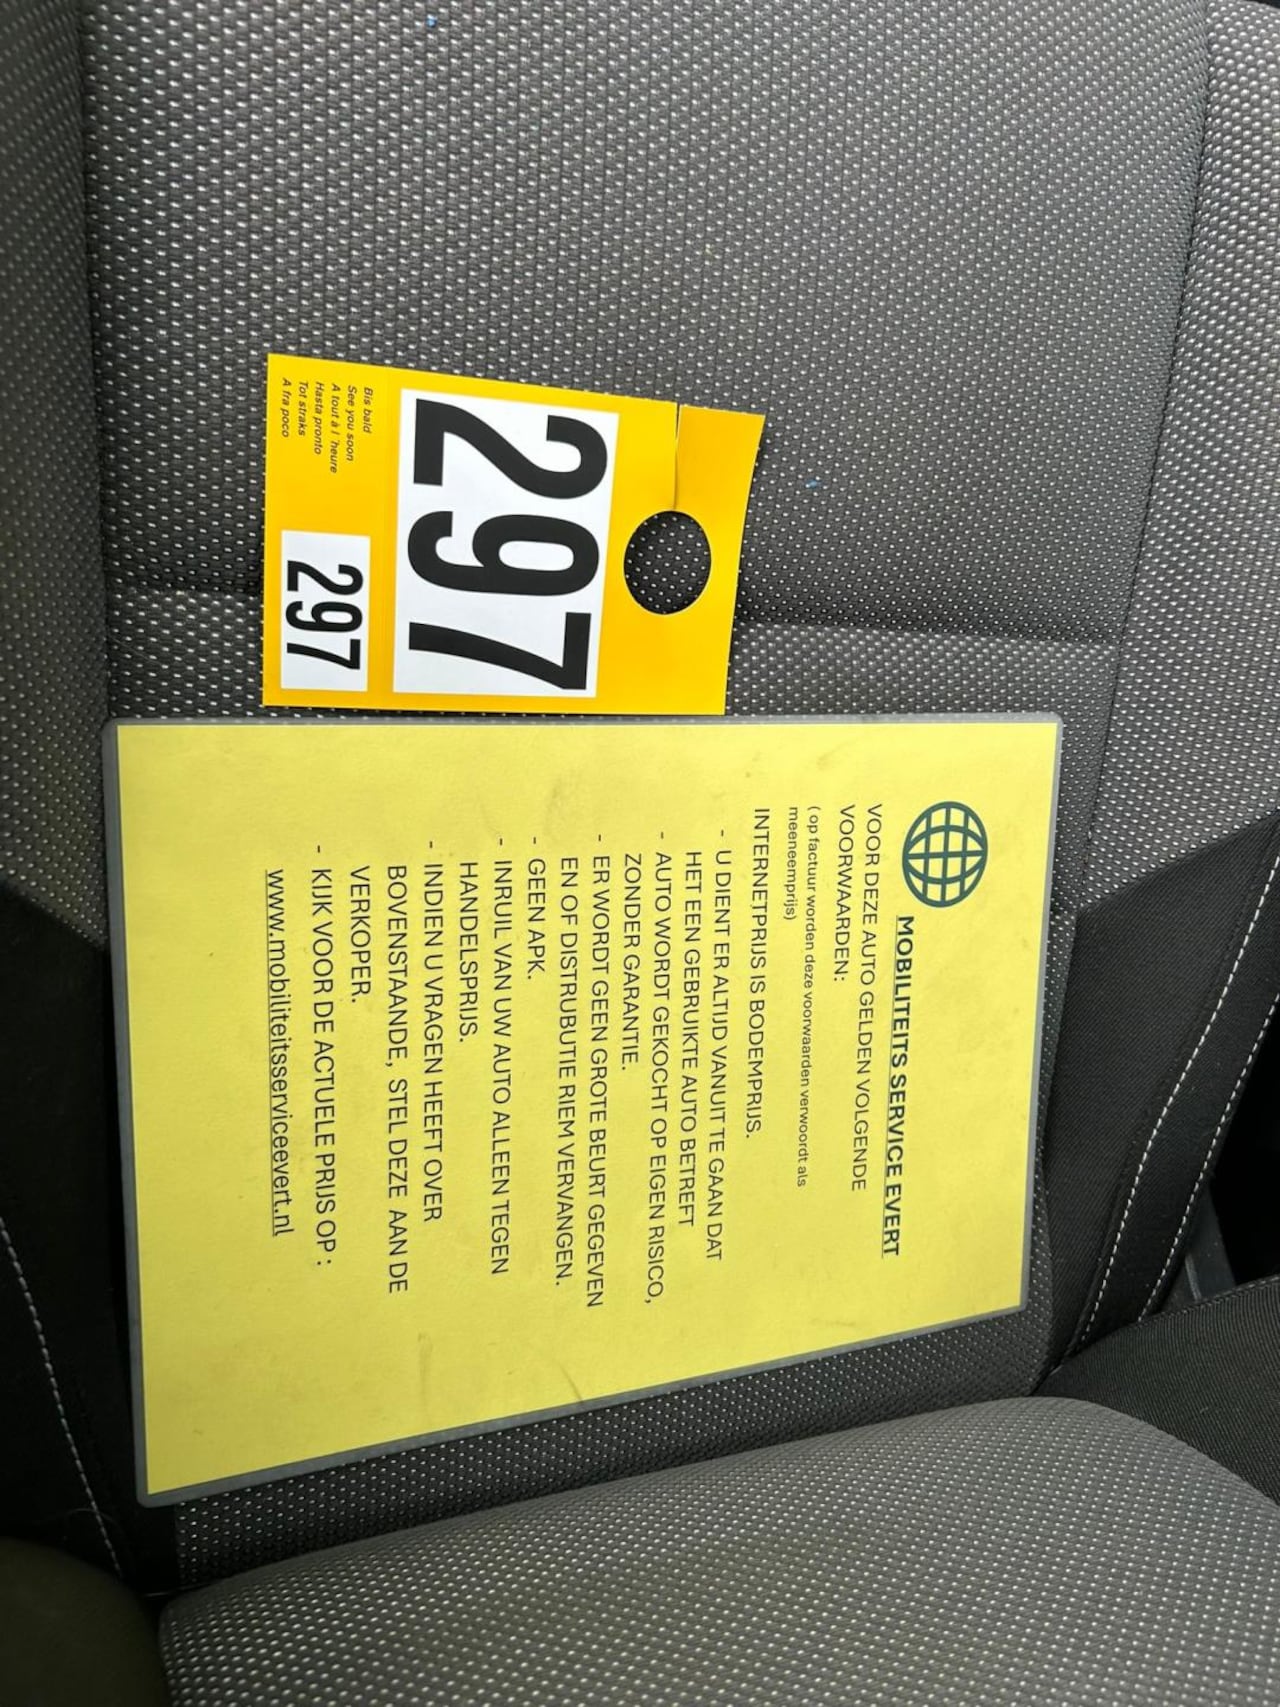 297
Bis bald
See you soon
A tout à l 'heure
Hasta pronto
Tot straks
A fra poco
297
MOBILITEITS SERVICE EVERT
VOOR DEZE AUTO GELDEN VOLGENDE
VOORWAARDEN:
( op factuur worden deze voorwaarden verwoordt als
meeneemprijs)
INTERNETPRIJS IS BODEMPRIJS.
- U DIENT ER ALTIJD VANUIT TE GAAN DAT
HET EEN GEBRUIKTE AUTO BETREFT
- AUTO WORDT GEKOCHT OP EIGEN RISICO,
ZONDER GARANTIE.
- ER WORDT GEEN GROTE BEURT GEGEVEN
EN OF DISTRUBUTIE RIEM VERVANGEN.
- GEEN APK.
- INRUIL VAN UW AUTO ALLEEN TEGEN
HANDELSPRIJS.
- INDIEN U VRAGEN HEEFT OVER
BOVENSTAANDE, STEL DEZE AAN DE
VERKOPER.
- KIJK VOOR DE ACTUELE PRIJS OP :
www.mobiliteitsserviceevert.nl